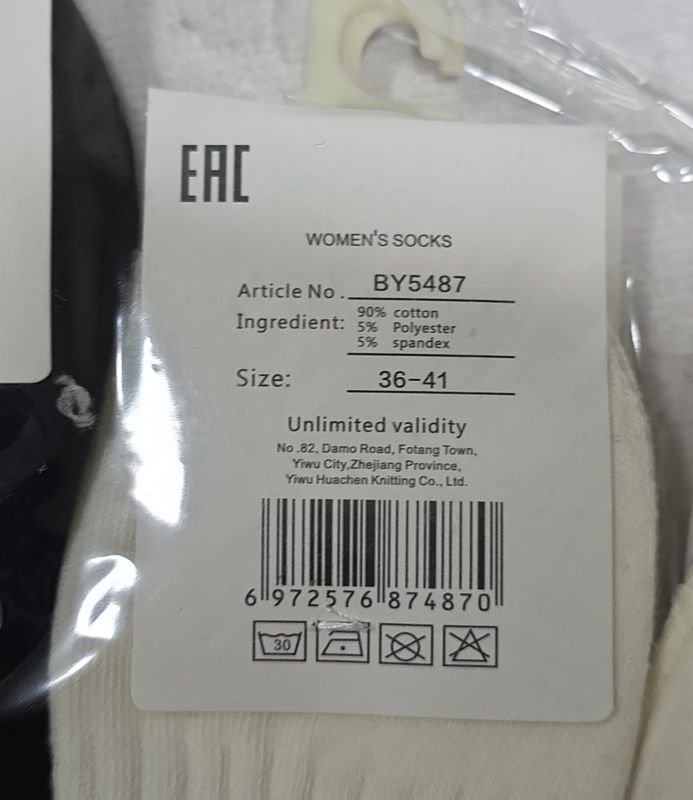 EAC
WOMEN'S SOCKS
Article No. BY5487
Ingredient: 90% cotton
5% Polyester
5% spandex
Size: 36-41
Unlimited validity
No.82, Damo Road, Fotang Town,
Yiwu City,Zhejiang Province,
Yiwu Huachen Knitting Co., Ltd.
6 972576 874870
30